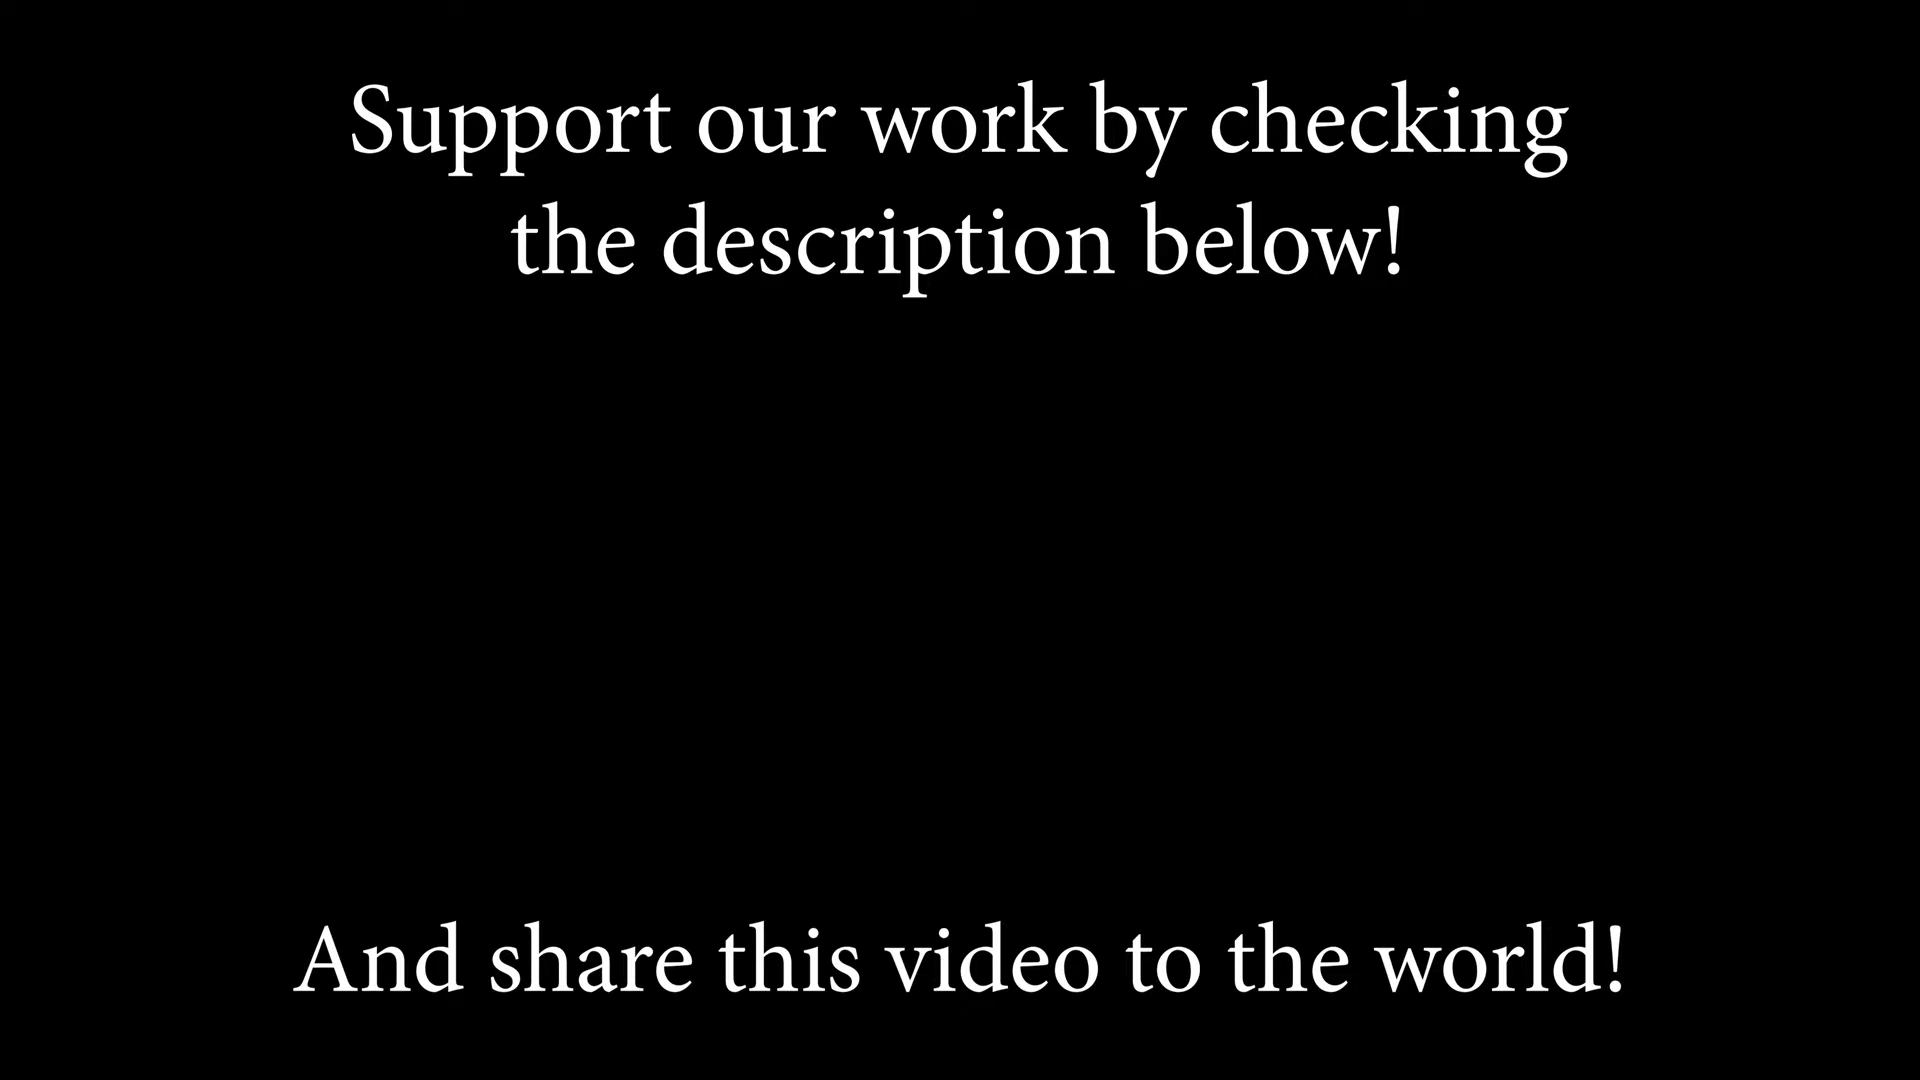 Support our work by checking
the description below!
And share this video to the world!